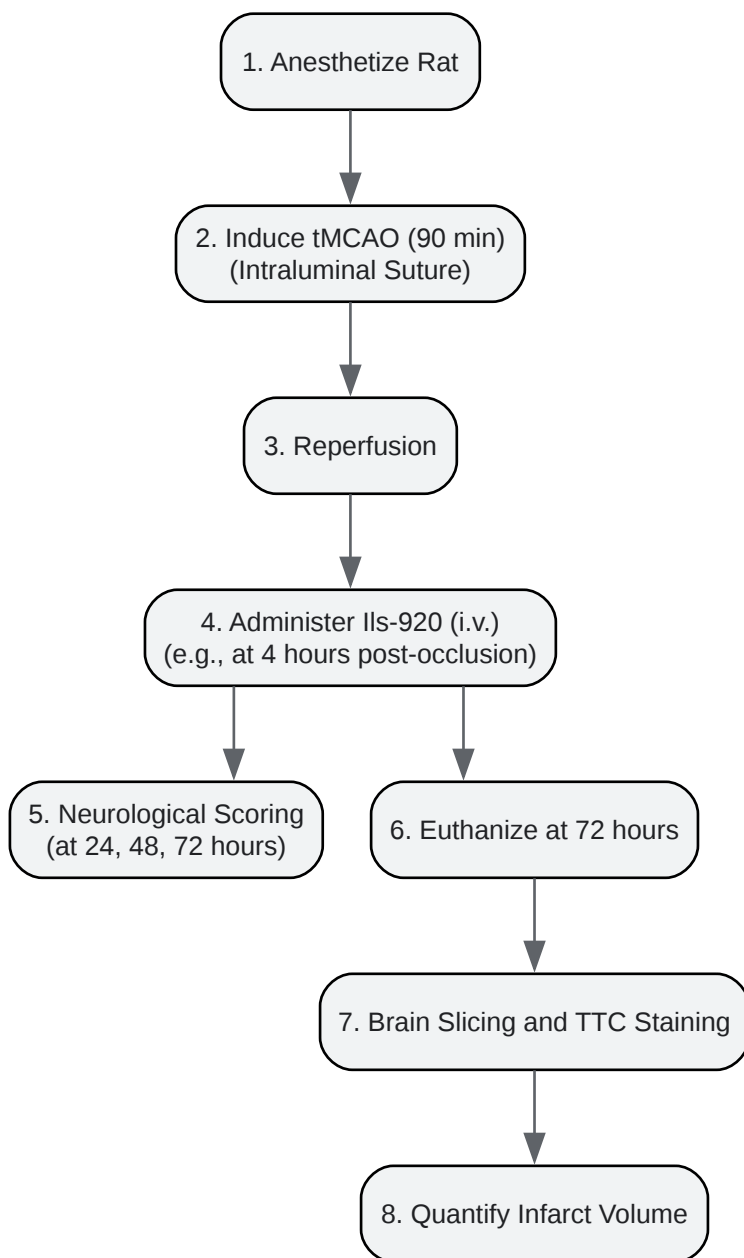 1. Anesthetize Rat
2. Induce tMCAO (90 min)
(Intraluminal Suture)
3. Reperfusion
4. Administer Ils-920 (i.v.)
(e.g., at 4 hours post-occlusion)
5. Neurological Scoring
(at 24, 48, 72 hours)
6. Euthanize at 72 hours
7. Brain Slicing and TTC Staining
8. Quantify Infarct Volume